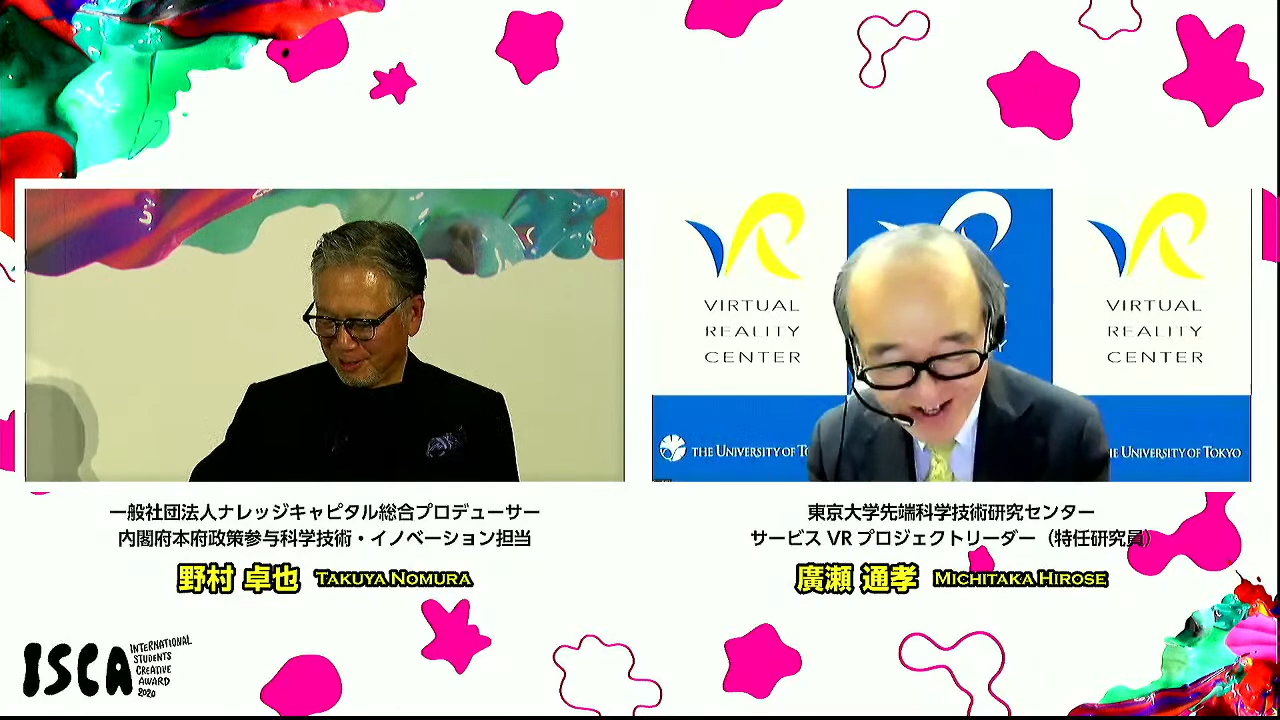 VIRTUAL
REALITY
CENTER
VIRTUAL
REALITY
CENTER
THE UNIVERSITY OF TO
THE UNIVERSITY OF TOKYO
一般社団法人ナレッジキャピタル総合プロデューサー
内閣府本府政策参与科学技術・イノベーション担当
野村 卓也 TAKUYA NOMURA
東京大学先端科学技術研究センター
サービス VR プロジェクトリーダー（特任研究員）
廣瀬 通孝 MICHITAKA HIROSE
ISCA
INTERNATIONAL
STUDENTS
CREATIVE
AWARD
2020